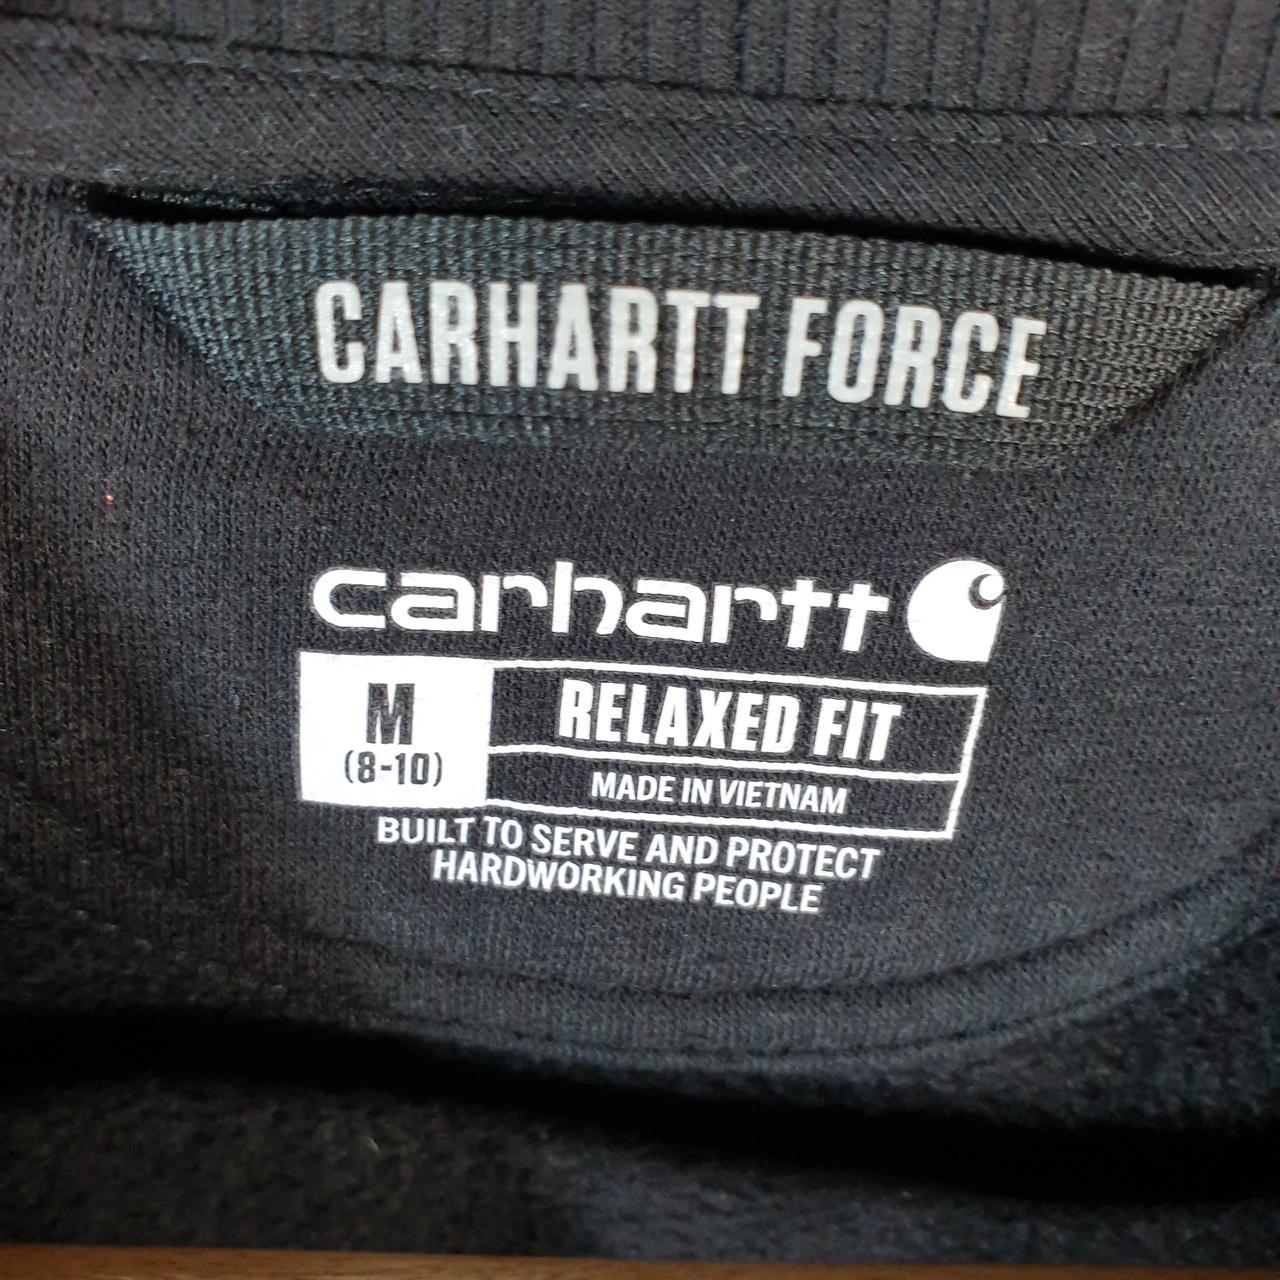 CARHARTT FORCE
carhartt
M
(8-10)
RELAXED FIT
MADE IN VIETNAM
BUILT TO SERVE AND PROTECT
HARDWORKING PEOPLE